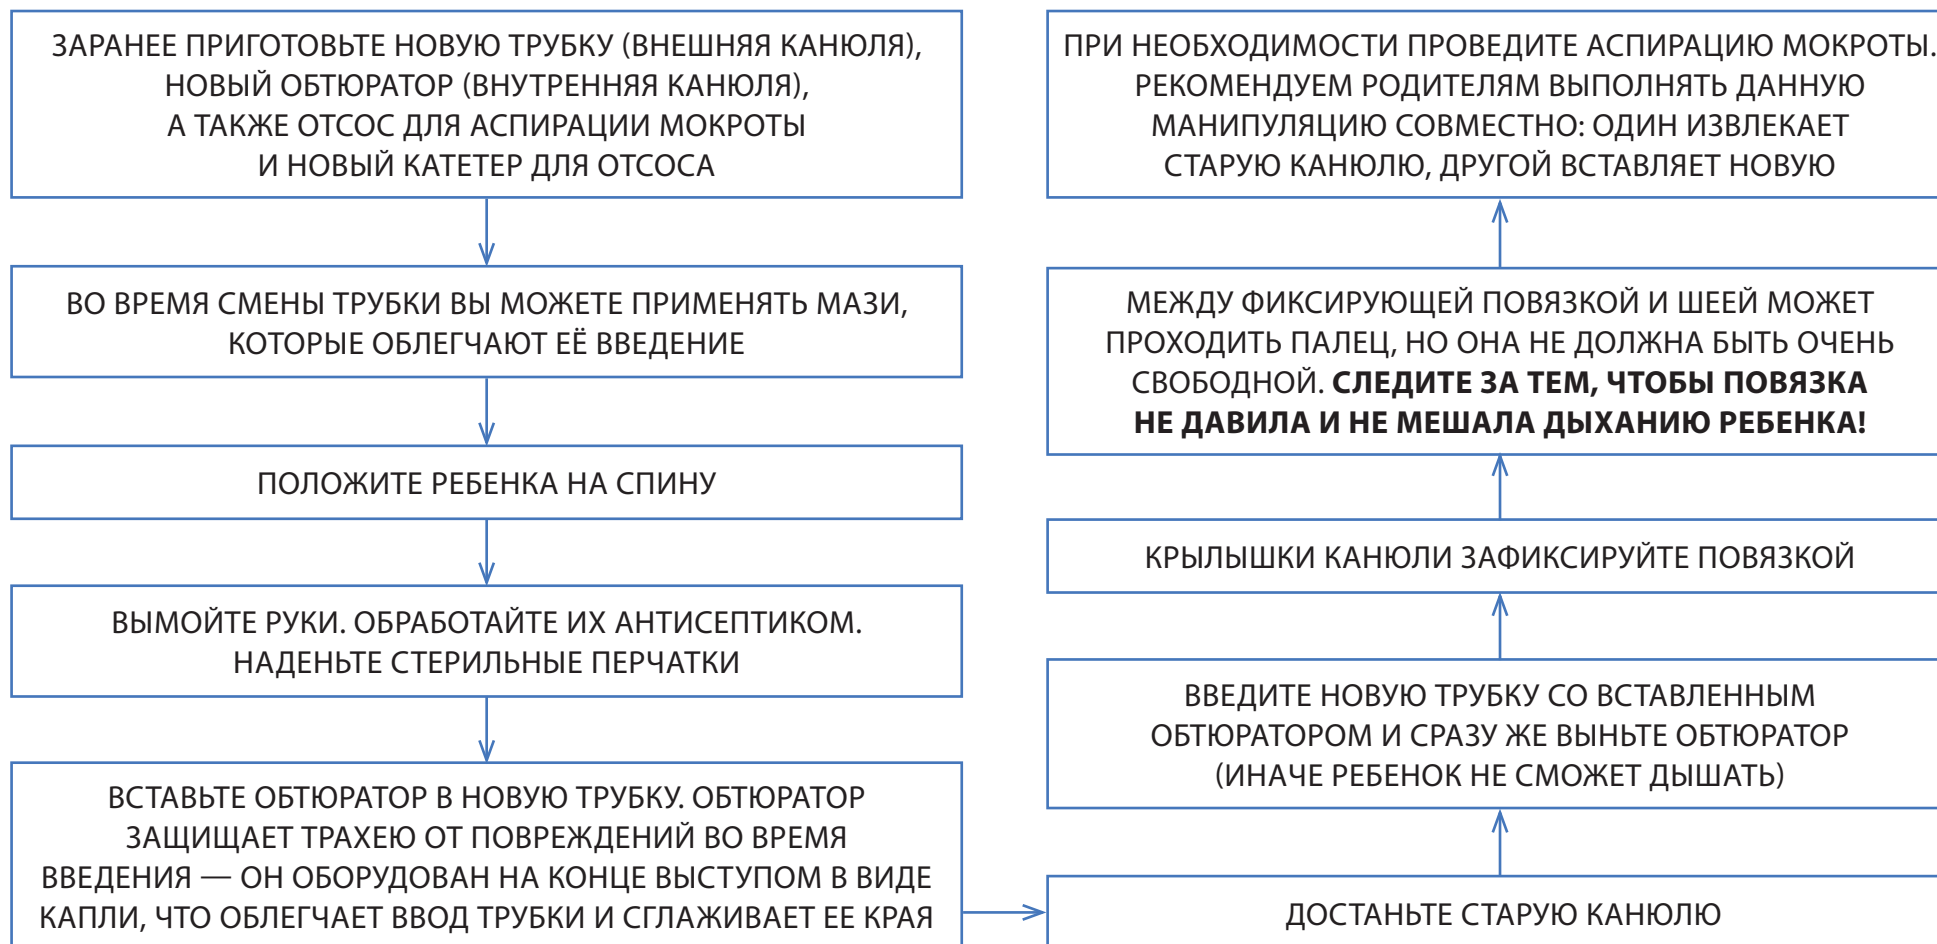 ЗАРАНЕЕ ПРИГОТОВЬТЕ НОВУЮ ТРУБКУ (ВНЕШНЯЯ КАНЮЛЯ),
НОВЫЙ ОБТЮРАТОР (ВНУТРЕННЯЯ КАНЮЛЯ),
А ТАКЖЕ ОТСОС ДЛЯ АСПИРАЦИИ МОКРОТЫ
И НОВЫЙ КАТЕТЕР ДЛЯ ОТСОСА
ВО ВРЕМЯ СМЕНЫ ТРУБКИ ВЫ МОЖЕТЕ ПРИМЕНЯТЬ МАЗИ,
КОТОРЫЕ ОБЛЕГЧАЮТ ЕЁ ВВЕДЕНИЕ
ПОЛОЖИТЕ РЕБЕНКА НА СПИНУ
ВЫМОЙТЕ РУКИ. ОБРАБОТАЙТЕ ИХ АНТИСЕПТИКОМ.
НАДЕНЬТЕ СТЕРИЛЬНЫЕ ПЕРЧАТКИ
ВСТАВЬТЕ ОБТЮРАТОР В НОВУЮ ТРУБКУ. ОБТЮРАТОР
ЗАЩИЩАЕТ ТРАХЕЮ ОТ ПОВРЕЖДЕНИЙ ВО ВРЕМЯ
ВВЕДЕНИЯ — ОН ОБОРУДОВАН НА КОНЦЕ ВЫСТУПОМ В ВИДЕ
КАПЛИ, ЧТО ОБЛЕГЧАЕТ ВВОД ТРУБКИ И СГЛАЖИВАЕТ ЕЕ КРАЯ
ДОСТАНЬТЕ СТАРУЮ КАНЮЛЮ
ВВЕДИТЕ НОВУЮ ТРУБКУ СО ВСТАВЛЕННЫМ
ОБТЮРАТОРОМ И СРАЗУ ЖЕ ВЫНЬТЕ ОБТЮРАТОР
(ИНАЧЕ РЕБЕНОК НЕ СМОЖЕТ ДЫШАТЬ)
КРЫЛЫШКИ КАНЮЛИ ЗАФИКСИРУЙТЕ ПОВЯЗКОЙ
МЕЖДУ ФИКСИРУЮЩЕЙ ПОВЯЗКОЙ И ШЕЕЙ МОЖЕТ
ПРОХОДИТЬ ПАЛЕЦ, НО ОНА НЕ ДОЛЖНА БЫТЬ ОЧЕНЬ
СВОБОДНОЙ. СЛЕДИТЕ ЗА ТЕМ, ЧТОБЫ ПОВЯЗКА
НЕ ДАВИЛА И НЕ МЕШАЛА ДЫХАНИЮ РЕБЕНКА!
ПРИ НЕОБХОДИМОСТИ ПРОВЕДИТЕ АСПИРАЦИЮ МОКРОТЫ.
РЕКОМЕНДУЕМ РОДИТЕЛЯМ ВЫПОЛНЯТЬ ДАННУЮ
МАНИПУЛЯЦИЮ СОВМЕСТНО: ОДИН ИЗВЛЕКАЕТ
СТАРУЮ КАНЮЛЮ, ДРУГОЙ ВСТАВЛЯЕТ НОВУЮ